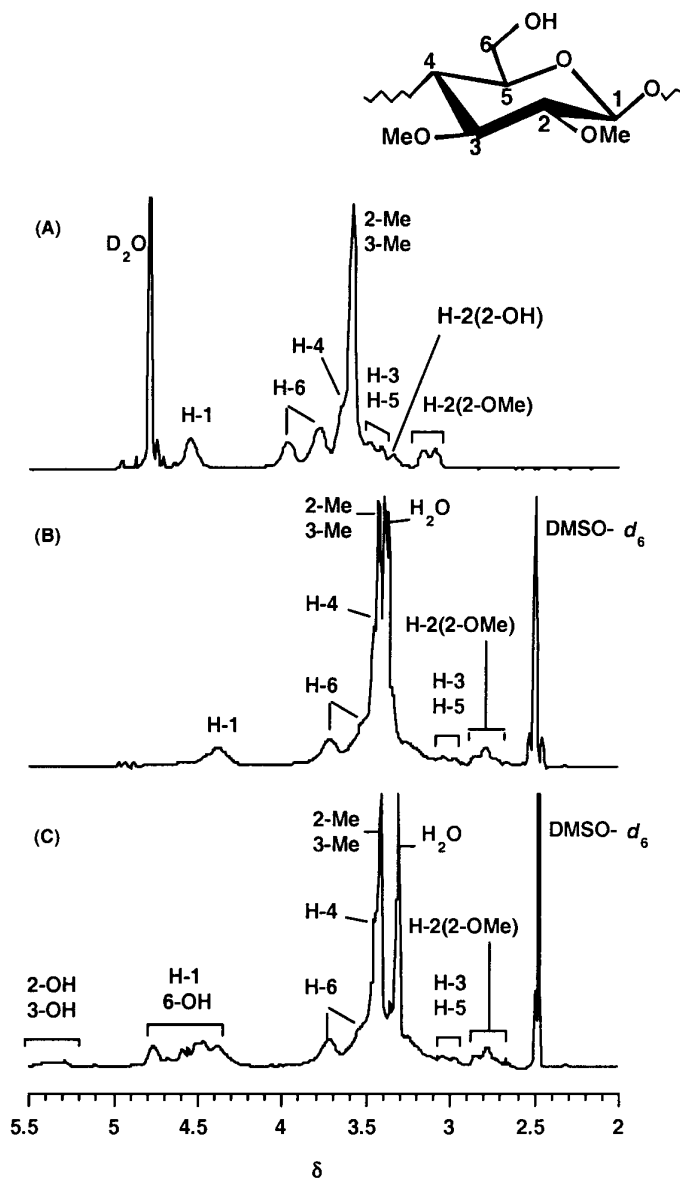 OH
6
4
O
5
1
O
2
MeO
3
OMe
(A)
D2O
2-Me
3-Me
H-2(2-OH)
H-4
H-3
H-5
H-6
H-2(2-OMe)
H-1
(B)
2-Me
3-Me
H2O
DMSO- d6
H-4
H-2(2-OMe)
H-6
H-3
H-5
H-1
(C)
2-Me
3-Me
H2O
DMSO- d6
H-4
H-2(2-OMe)
2-OH
3-OH
H-1
6-OH
H-6
H-3
H-5
5.5 5 4.5 4 3.5 3 2.5 2
δ